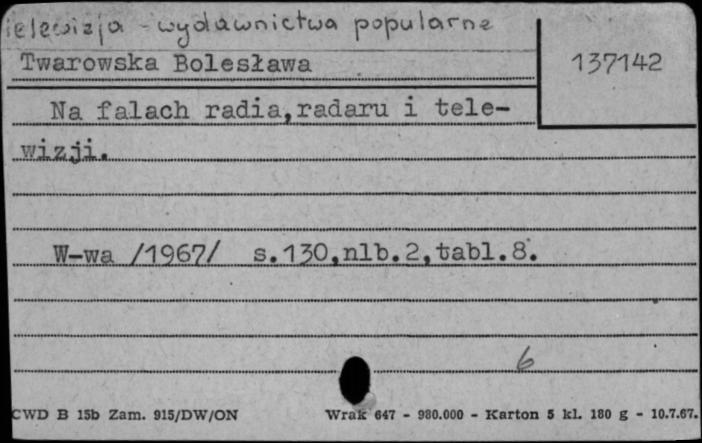 telewizja - wydawnictwa popularne
Twarowska Bolesława
137142
Na falach radia,radaru i tele-
wizji.
W-wa /1967/ s.130,nlb.2,tabl.8.
6
CWD B 15b Zam. 915/DW/ON Wrak 647 - 980.000 - Karton 5 kl. 180 g - 10.7.67.